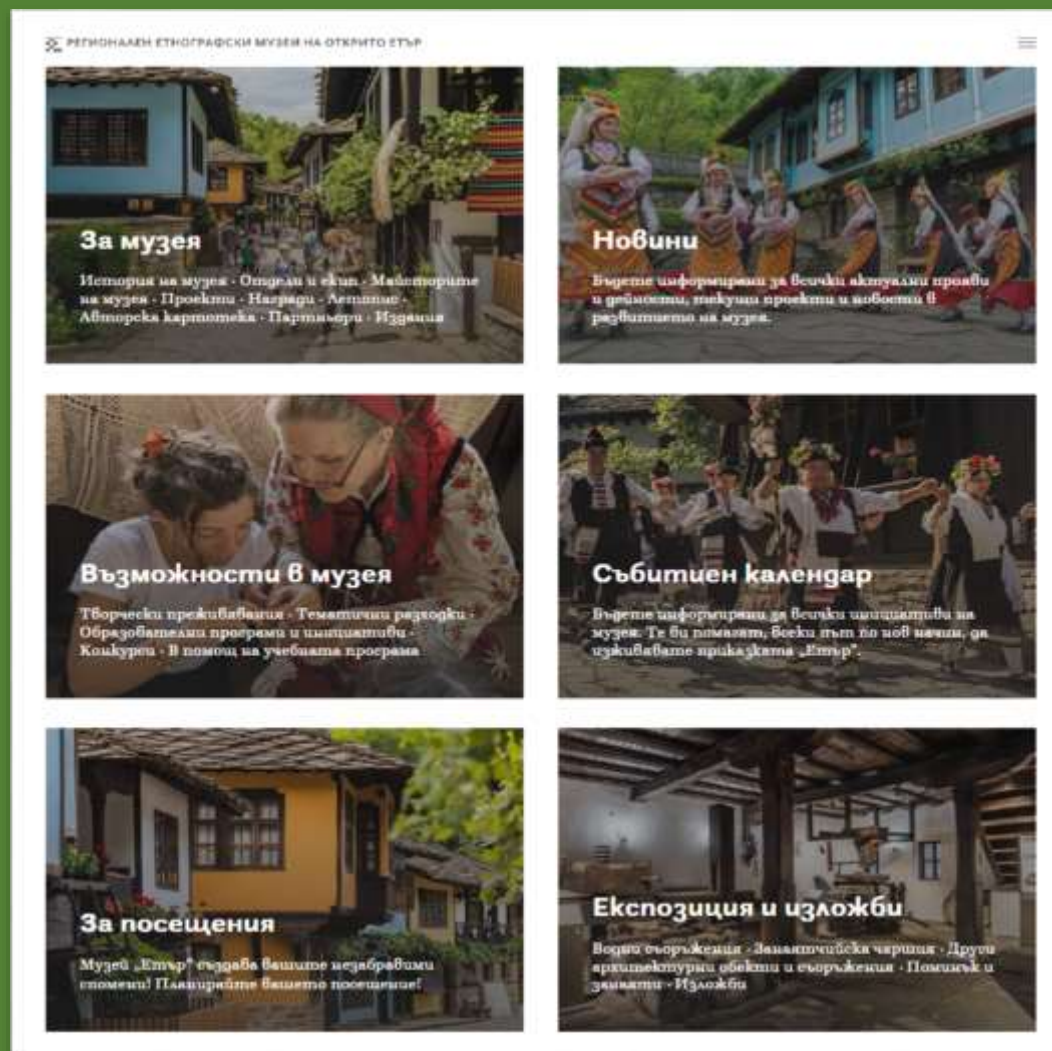 РЕГИОНАЛЕН ЕТНОГРАФСКИ МУЗЕЙ НА ОТКРИТО ЕТЪР
За музея
История на музея · Отдели и екип · Майсторите
на музея · Проекти · Награди · Летопис ·
Авторска картотека · Партньори · Издания
Новини
Бъдете информирани за всички актуални прояви
и дейности, текущи проекти и новости в
развитието на музея.
Възможности в музея
Творчески преживявания · Тематични разходки ·
Образователни програми и инициативи ·
Конкурси · В помощ на учебната програма
Събитиен календар
Бъдете информирани за всички инициативи на
музея. Те ви помагат, всеки път по нов начин, да
изживявате приказката „Етър“.
За посещения
Музей „Етър“ създава вашите незабравими
спомени! Планирайте вашето посещение!
Експозиция и изложби
Водни съоръжения · Занаятчийска чаршия · Други
архитектурни обекти и съоръжения · Поминък и
занаяти · Изложби